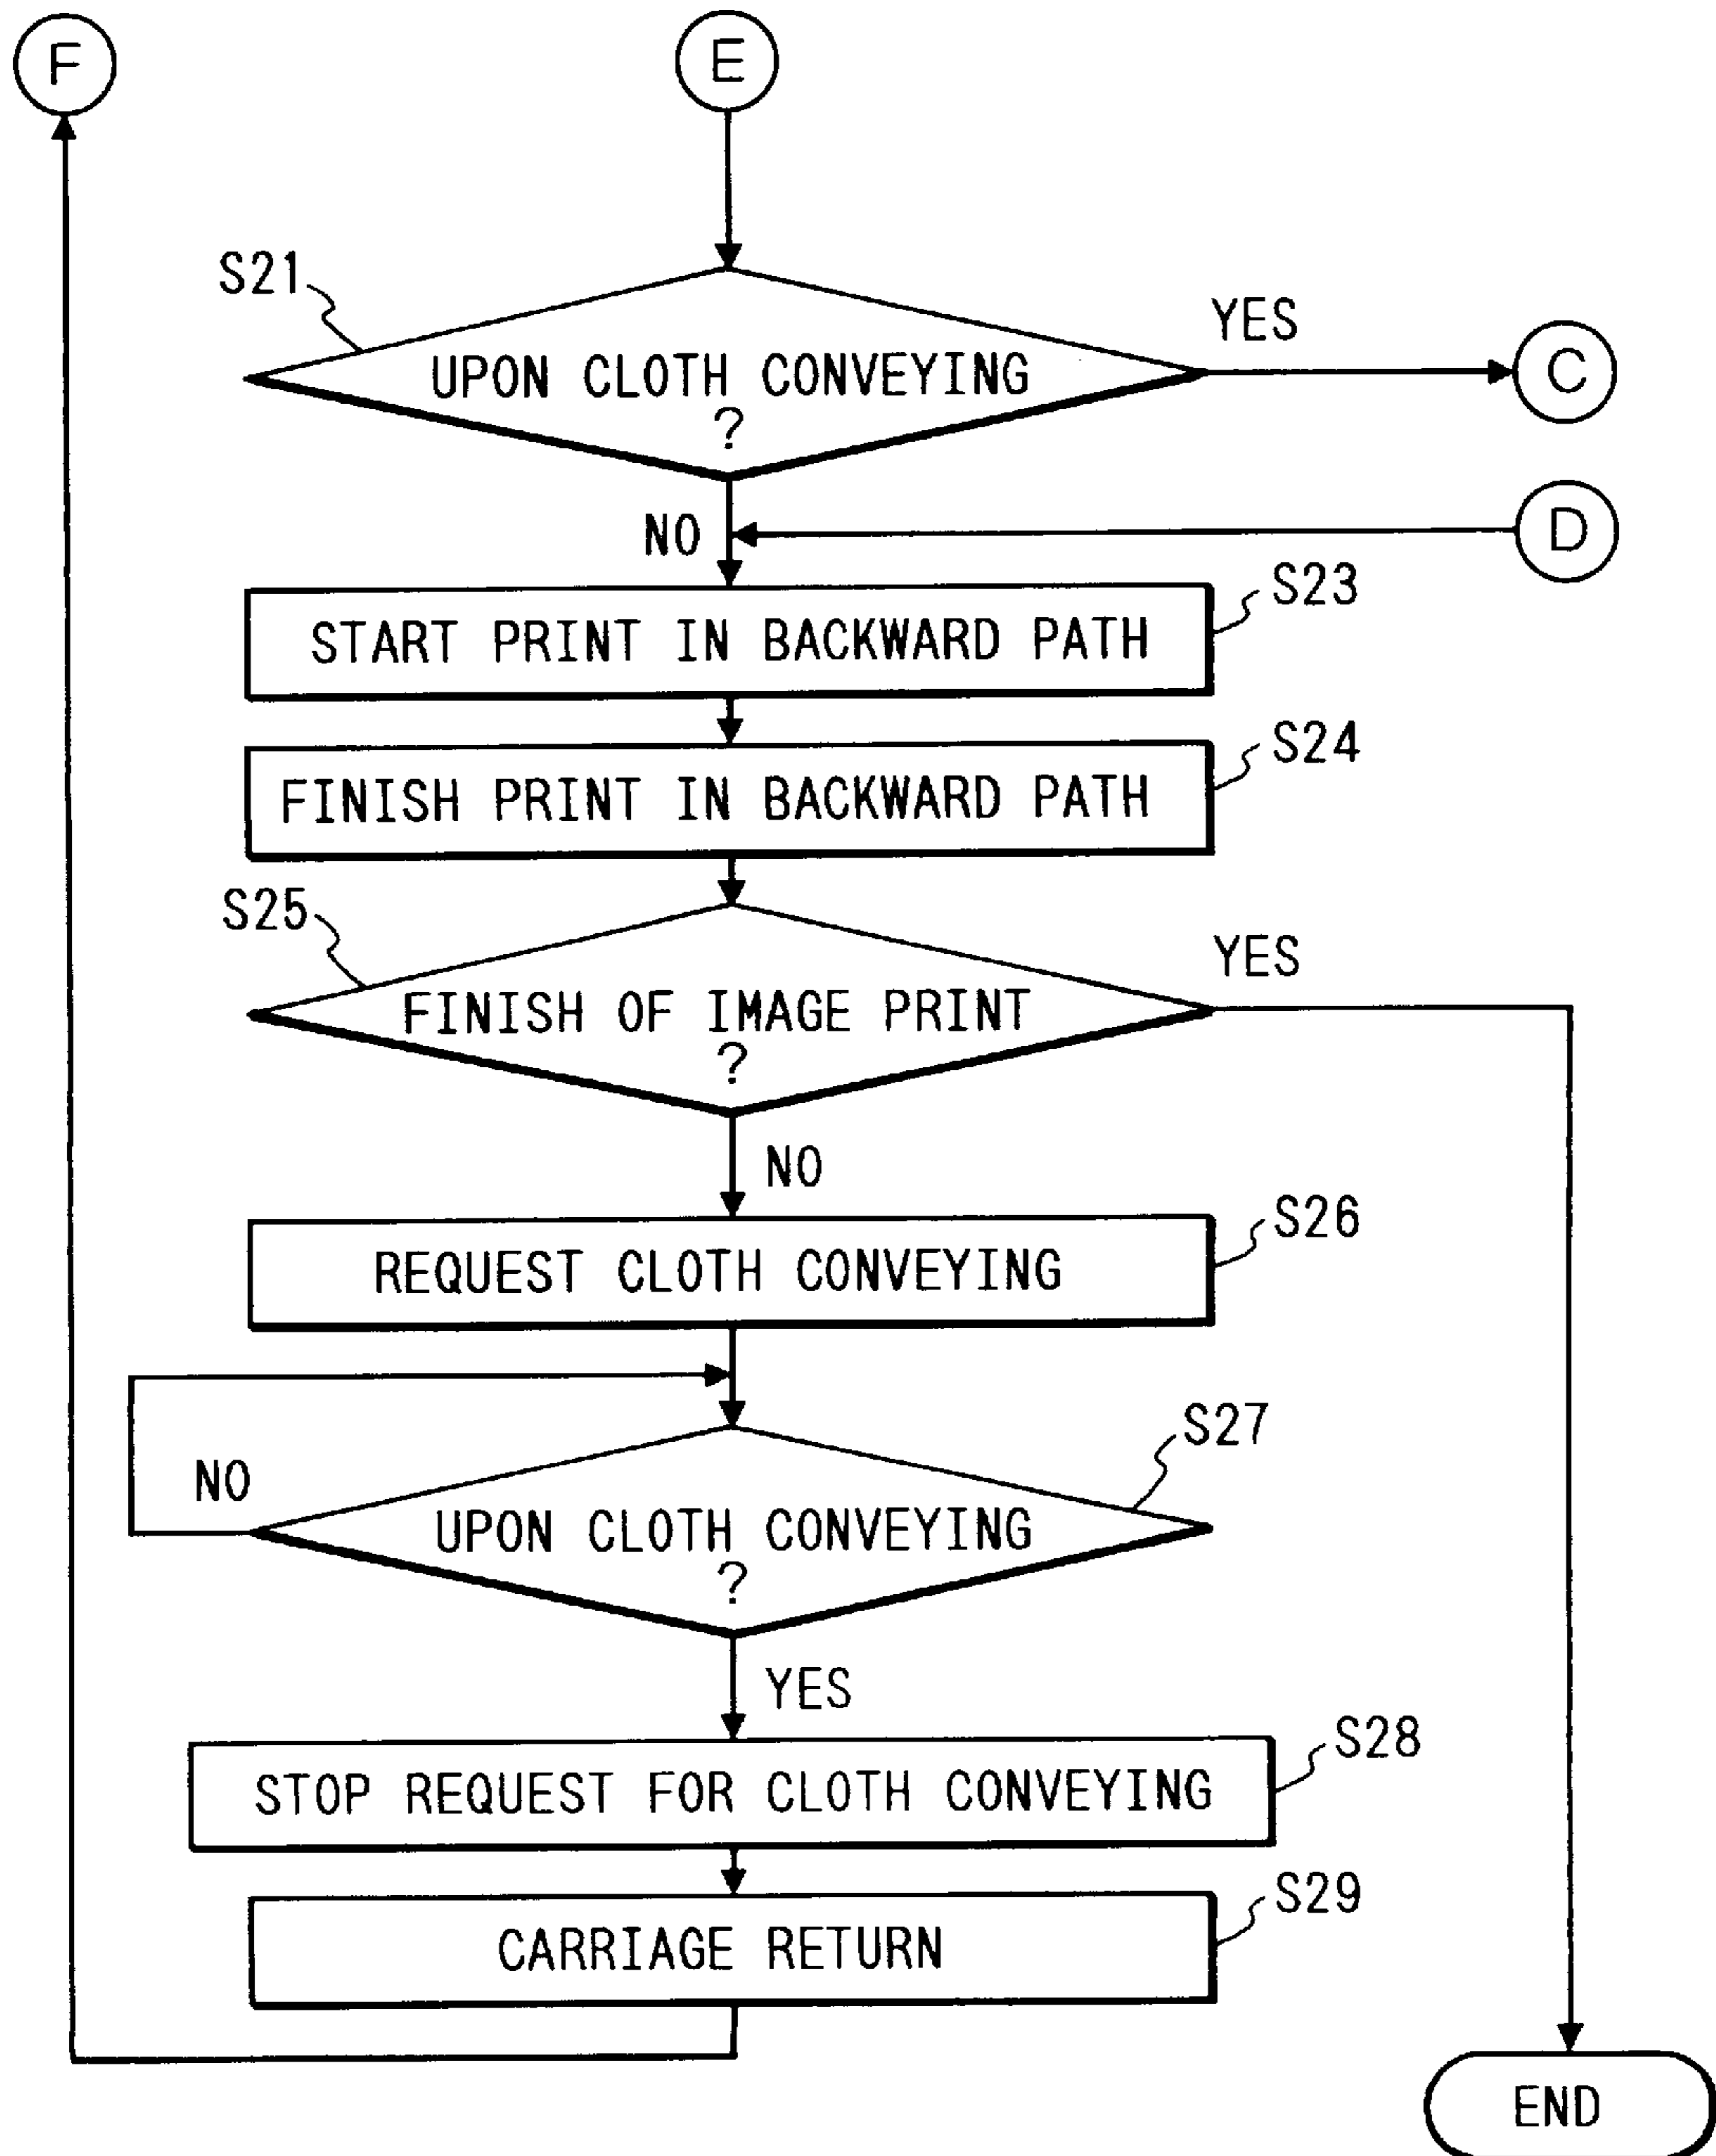 F
E
S21
UPON CLOTH CONVEYING
?
YES
C
NO
D
S23
START PRINT IN BACKWARD PATH
S24
FINISH PRINT IN BACKWARD PATH
S25
FINISH OF IMAGE PRINT
?
YES
NO
S26
REQUEST CLOTH CONVEYING
S27
NO
UPON CLOTH CONVEYING
?
YES
S28
STOP REQUEST FOR CLOTH CONVEYING
S29
CARRIAGE RETURN
END